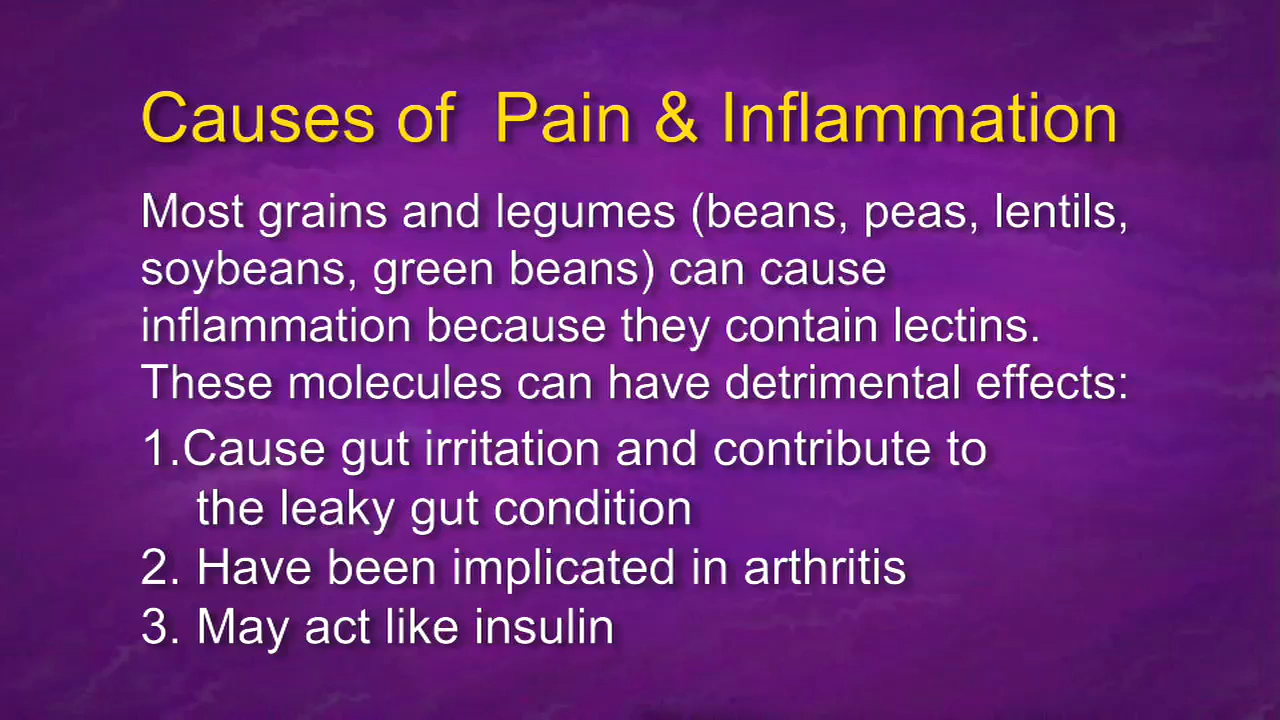 Causes of  Pain & Inflammation
Most grains and legumes (beans, peas, lentils,
soybeans, green beans) can cause
inflammation because they contain lectins.
These molecules can have detrimental effects:
1.Cause gut irritation and contribute to
the leaky gut condition
2. Have been implicated in arthritis
3. May act like insulin